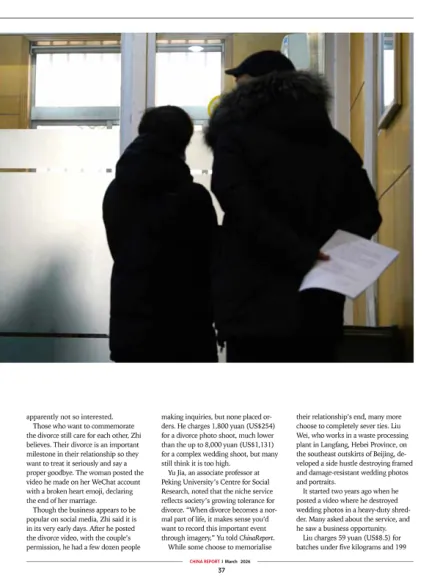 apparently not so interested.
Those who want to commemorate
the divorce still care for each other, Zhi
believes. Their divorce is an important
milestone in their relationship so they
want to treat it seriously and say a
proper goodbye. The woman posted the
video he made on her WeChat account
with a broken heart emoji, declaring
the end of her marriage.
Though the business appears to be
popular on social media, Zhi said it is
in its very early days. After he posted
the divorce video, with the couple's
permission, he had a few dozen people
making inquiries, but none placed or-
ders. He charges 1,800 yuan (US$254)
for a divorce photo shoot, much lower
than the up to 8,000 yuan (US$1,131)
for a complex wedding shoot, but many
still think it is too high.
Yu Jia, an associate professor at
Peking University's Centre for Social
Research, noted that the niche service
reflects society's growing tolerance for
divorce. “When divorce becomes a nor-
mal part of life, it makes sense you'd
want to record this important event
through imagery,” Yu told ChinaReport.
While some choose to memorialise
their relationship's end, many more
choose to completely sever ties. Liu
Wei, who works in a waste processing
plant in Langfang, Hebei Province, on
the southeast outskirts of Beijing, de-
veloped a side hustle destroying framed
and damage-resistant wedding photos
and portraits.
It started two years ago when he
posted a video where he destroyed
wedding photos in a heavy-duty shred-
der. Many asked about the service, and
he saw a business opportunity.
Liu charges 59 yuan (US$8.5) for
batches under five kilograms and 199
CHINA REPORT I March 2026
37